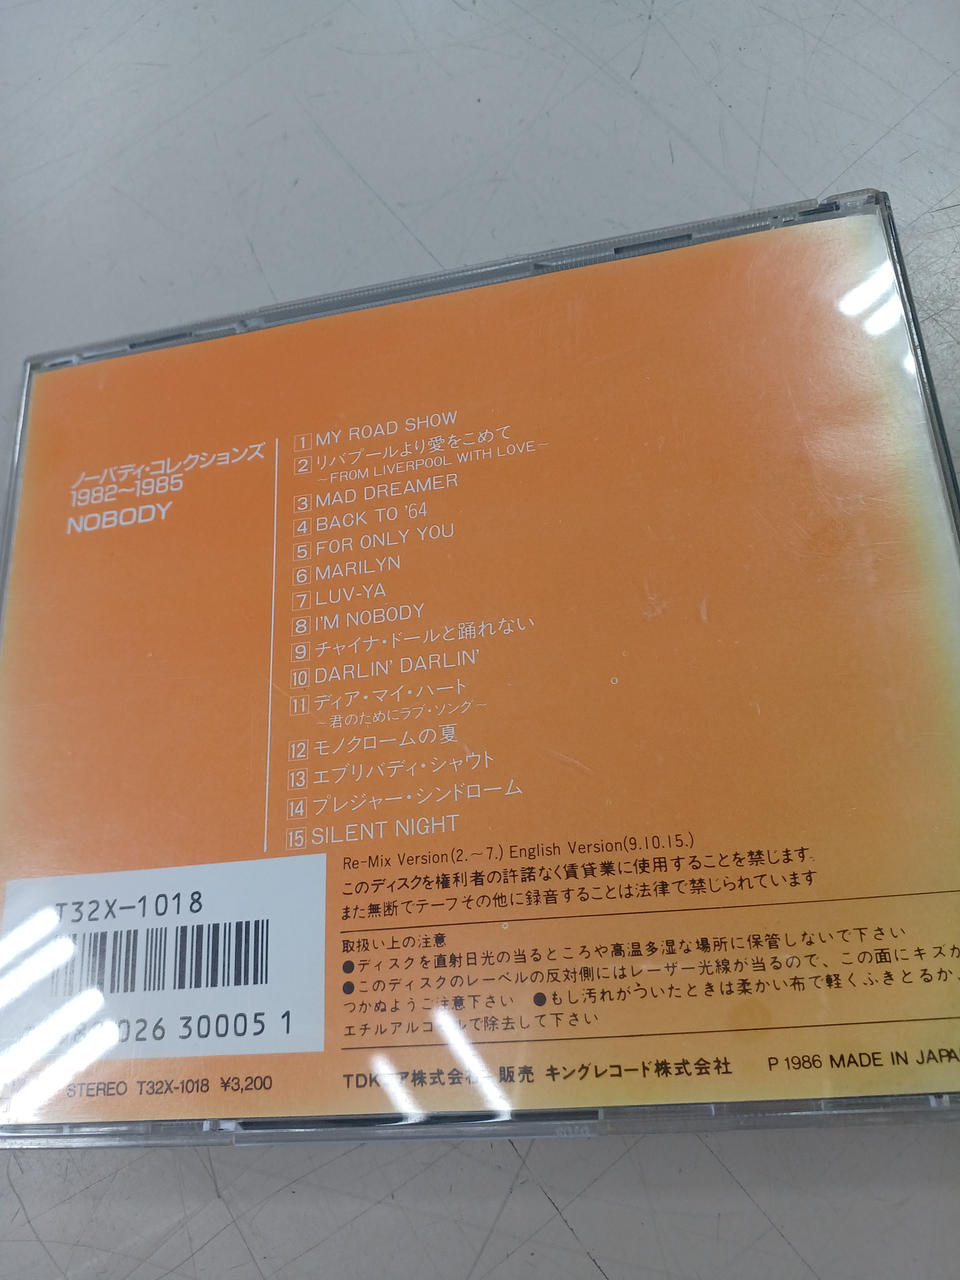 ノーバディ・コレクションズ
1982〜1985
NOBODY
1 MY ROAD SHOW
2 リバプールより愛をこめて
～FROM LIVERPOOL WITH LOVE～
3 MAD DREAMER
4 BACK TO '64
5 FOR ONLY YOU
6 MARILYN
7 LUV-YA
8 I'M NOBODY
9 チャイナ・ドールと踊れない
10 DARLIN' DARLIN'
11 ディア・マイ・ハート
～君のためにラブ・ソング～
12 モノクロームの夏
13 エブリバディ・シャウト
14 プレジャー・シンドローム
15 SILENT NIGHT
Re-Mix Version(2.〜7.) English Version(9.10.15.)
このディスクを権利者の許諾なく賃貸業に使用することを禁じます。
また無断でテープその他に録音することは法律で禁じられています
取扱い上の注意
●ディスクを直射日光の当るところや高温多湿な場所に保管しないで下さい
●このディスクのレーベルの反対側にはレーザー光線が当るので、この面にキズが
つかぬようご注意下さい ●もし汚れがついたときは柔かい布で軽くふきとるか、
エチルアルコールで除去して下さい
T32X-1018
026 30005 1
STEREO T32X-1018 ¥3,200
TDKコア株式会社 販売 キングレコード株式会社 P 1986 MADE IN JAPAN